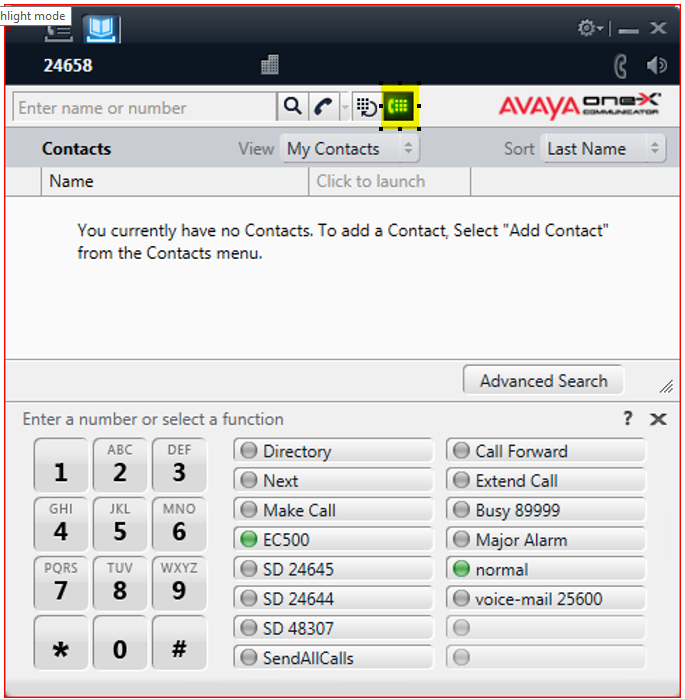 hlight mode
24658
Enter name or number
AVAYA one-X COMMUNICATOR
Contacts View My Contacts Sort Last Name
Name Click to launch
You currently have no Contacts. To add a Contact, Select "Add Contact"
from the Contacts menu.
Advanced Search
Enter a number or select a function ?
1 ABC 2 DEF 3
GHI 4 JKL 5 MNO 6
PQRS 7 TUV 8 WXYZ 9
* 0 #
Directory
Next
Make Call
EC500
SD 24645
SD 24644
SD 48307
SendAllCalls
Call Forward
Extend Call
Busy 89999
Major Alarm
normal
voice-mail 25600